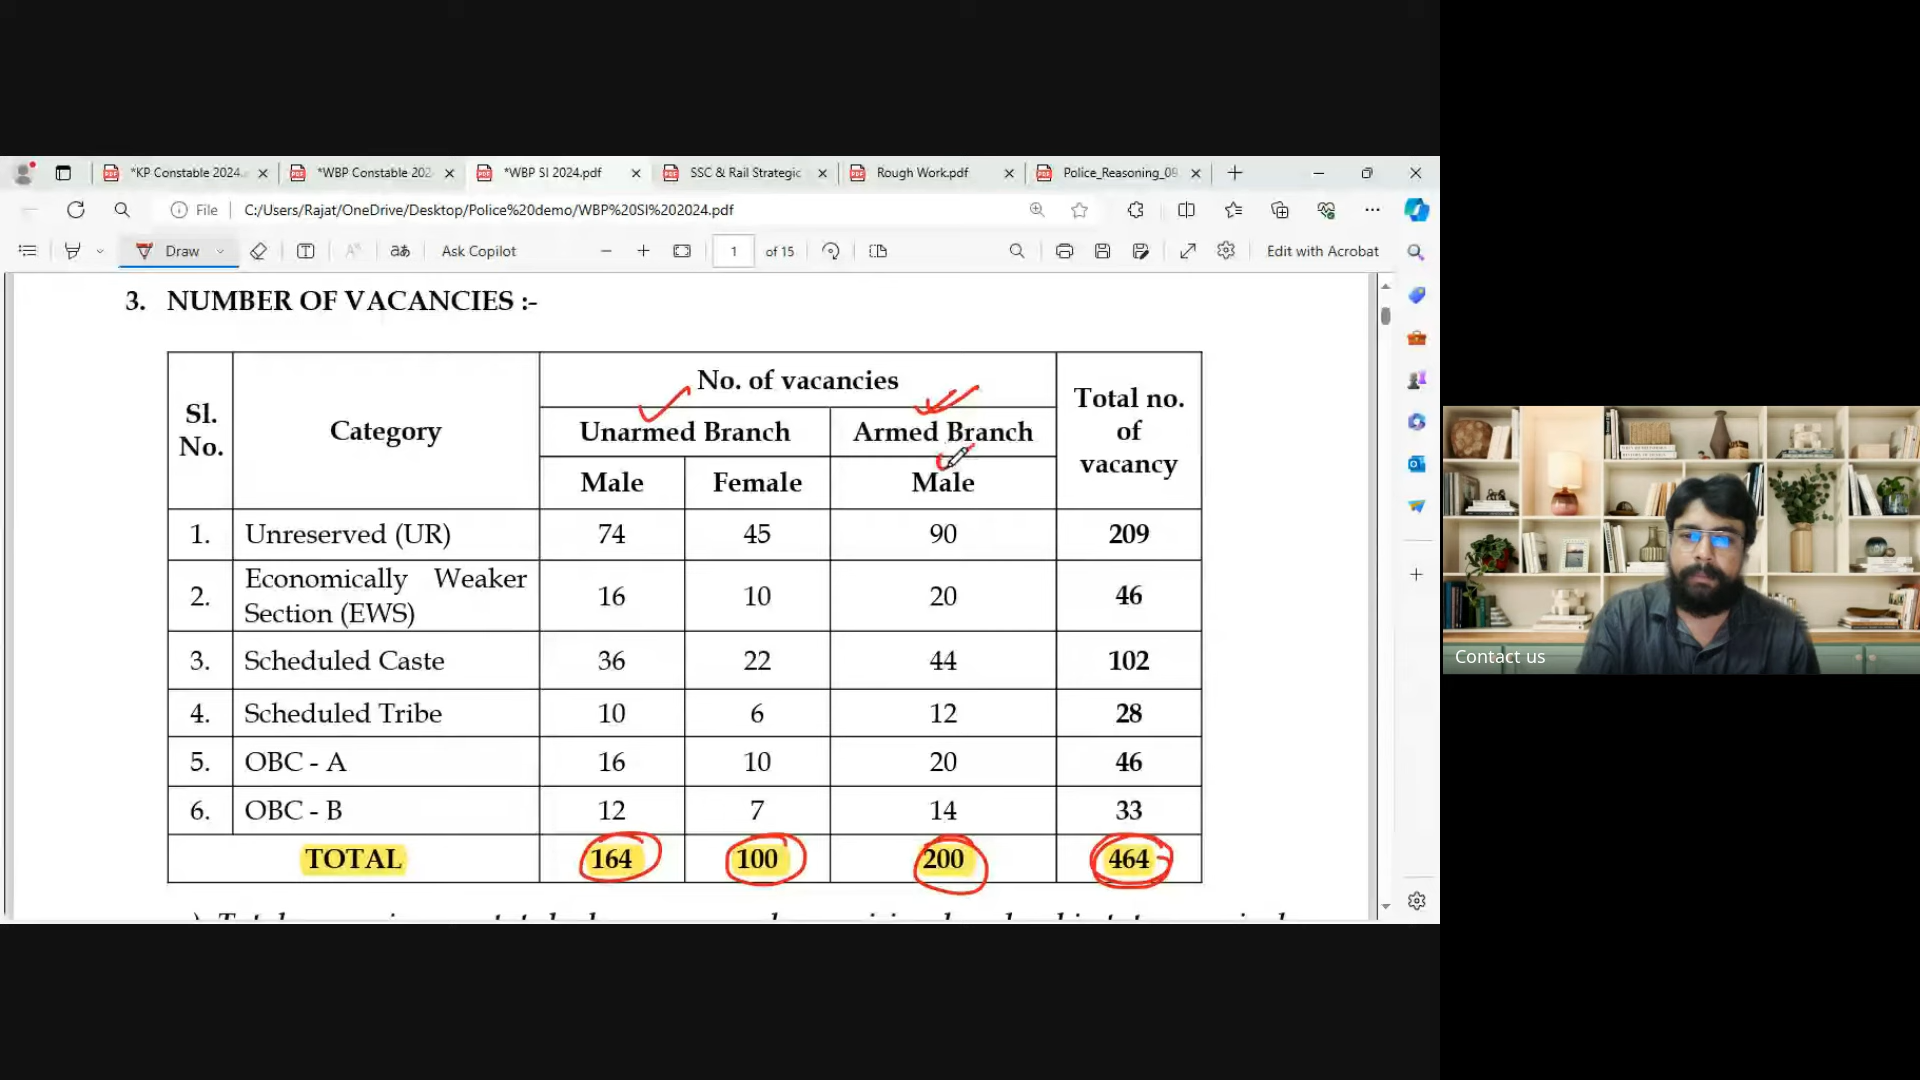 *KP Constable 2024.
*WBP Constable 202
*WBP SI 2024.pdf
SSC & Rail Strategic
Rough Work.pdf
Police_Reasoning_09
File
C:/Users/Rajat/OneDrive/Desktop/Police%20demo/WBP%20SI%202024.pdf
Draw
Ask Copilot
1
of 15
Edit with Acrobat
3. NUMBER OF VACANCIES :-
Sl. No.
Category
No. of vacancies
Total no. of vacancy
Unarmed Branch
Armed Branch
Male
Female
Male
1. Unreserved (UR) 74 45 90 209
2. Economically Weaker Section (EWS) 16 10 20 46
3. Scheduled Caste 36 22 44 102
4. Scheduled Tribe 10 6 12 28
5. OBC - A 16 10 20 46
6. OBC - B 12 7 14 33
TOTAL 164 100 200 464
Contact us